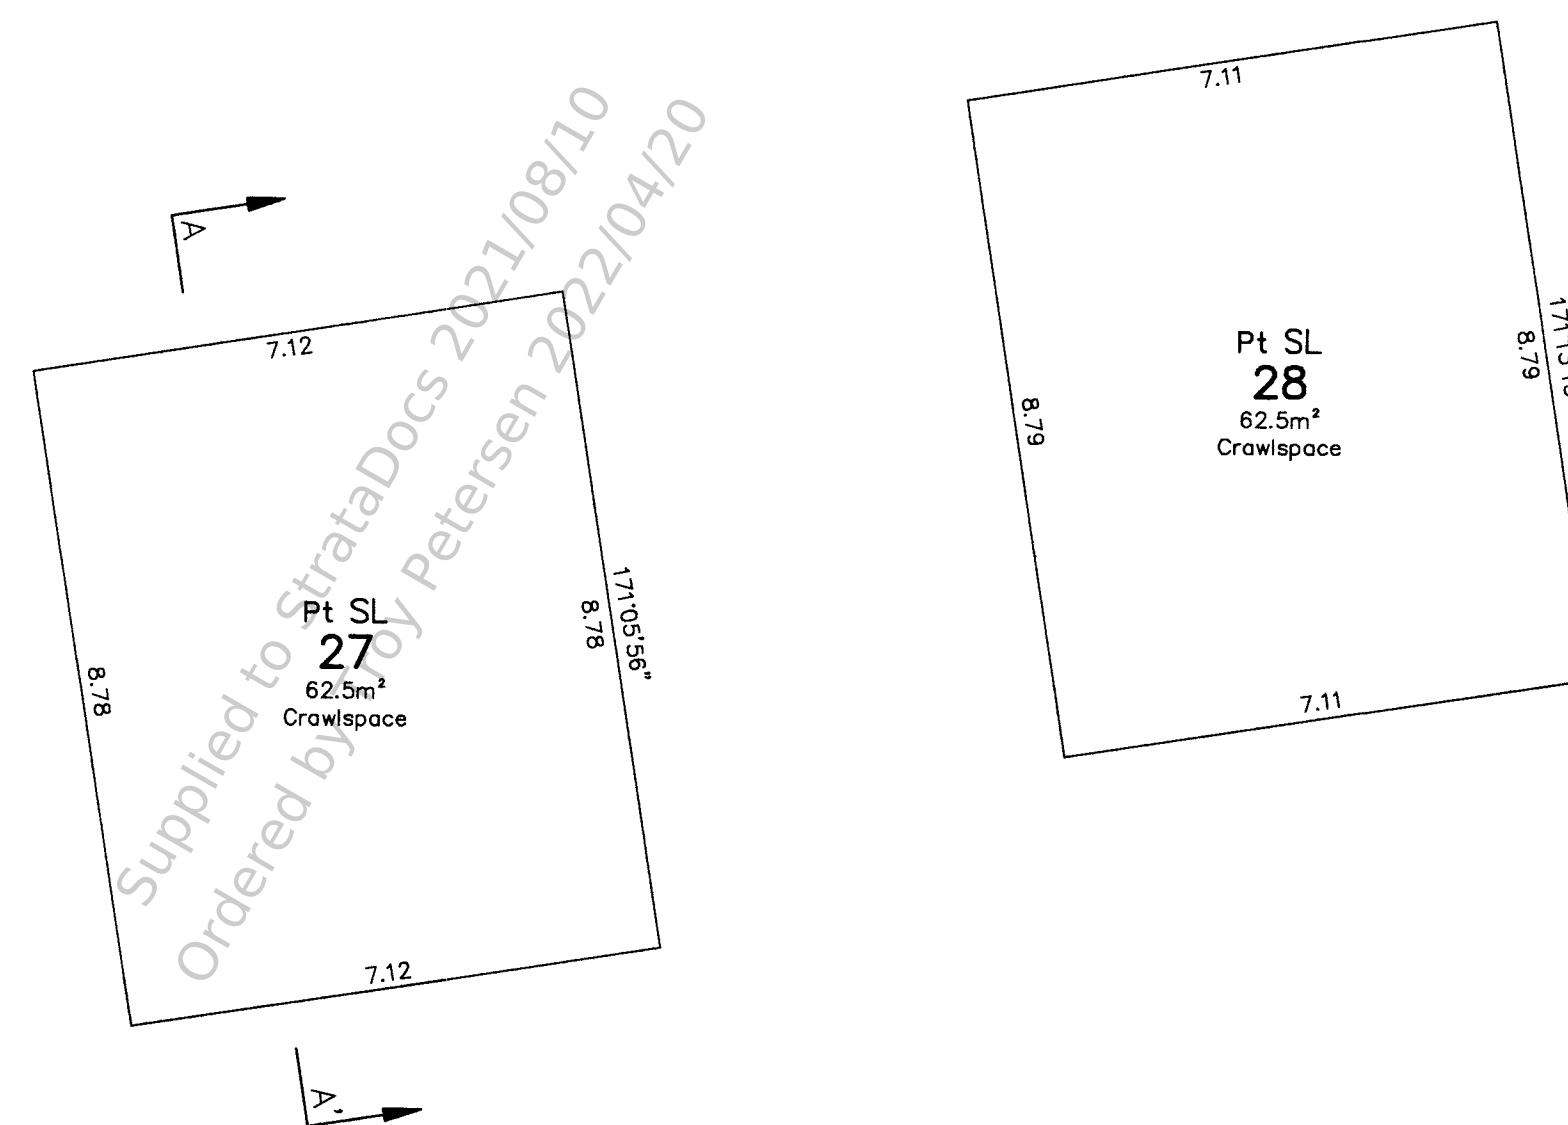 7.11
A
7.12
8.79
Pt SL
28
62.5m²
Crawlspace
8.79
8.78
Pt SL
27
62.5m²
Crawlspace
8.78
171°05'56"
7.11
7.12
A'
Supplied to StrataDocs 2021/08/10
Ordered by Troy Petersen 2022/04/20